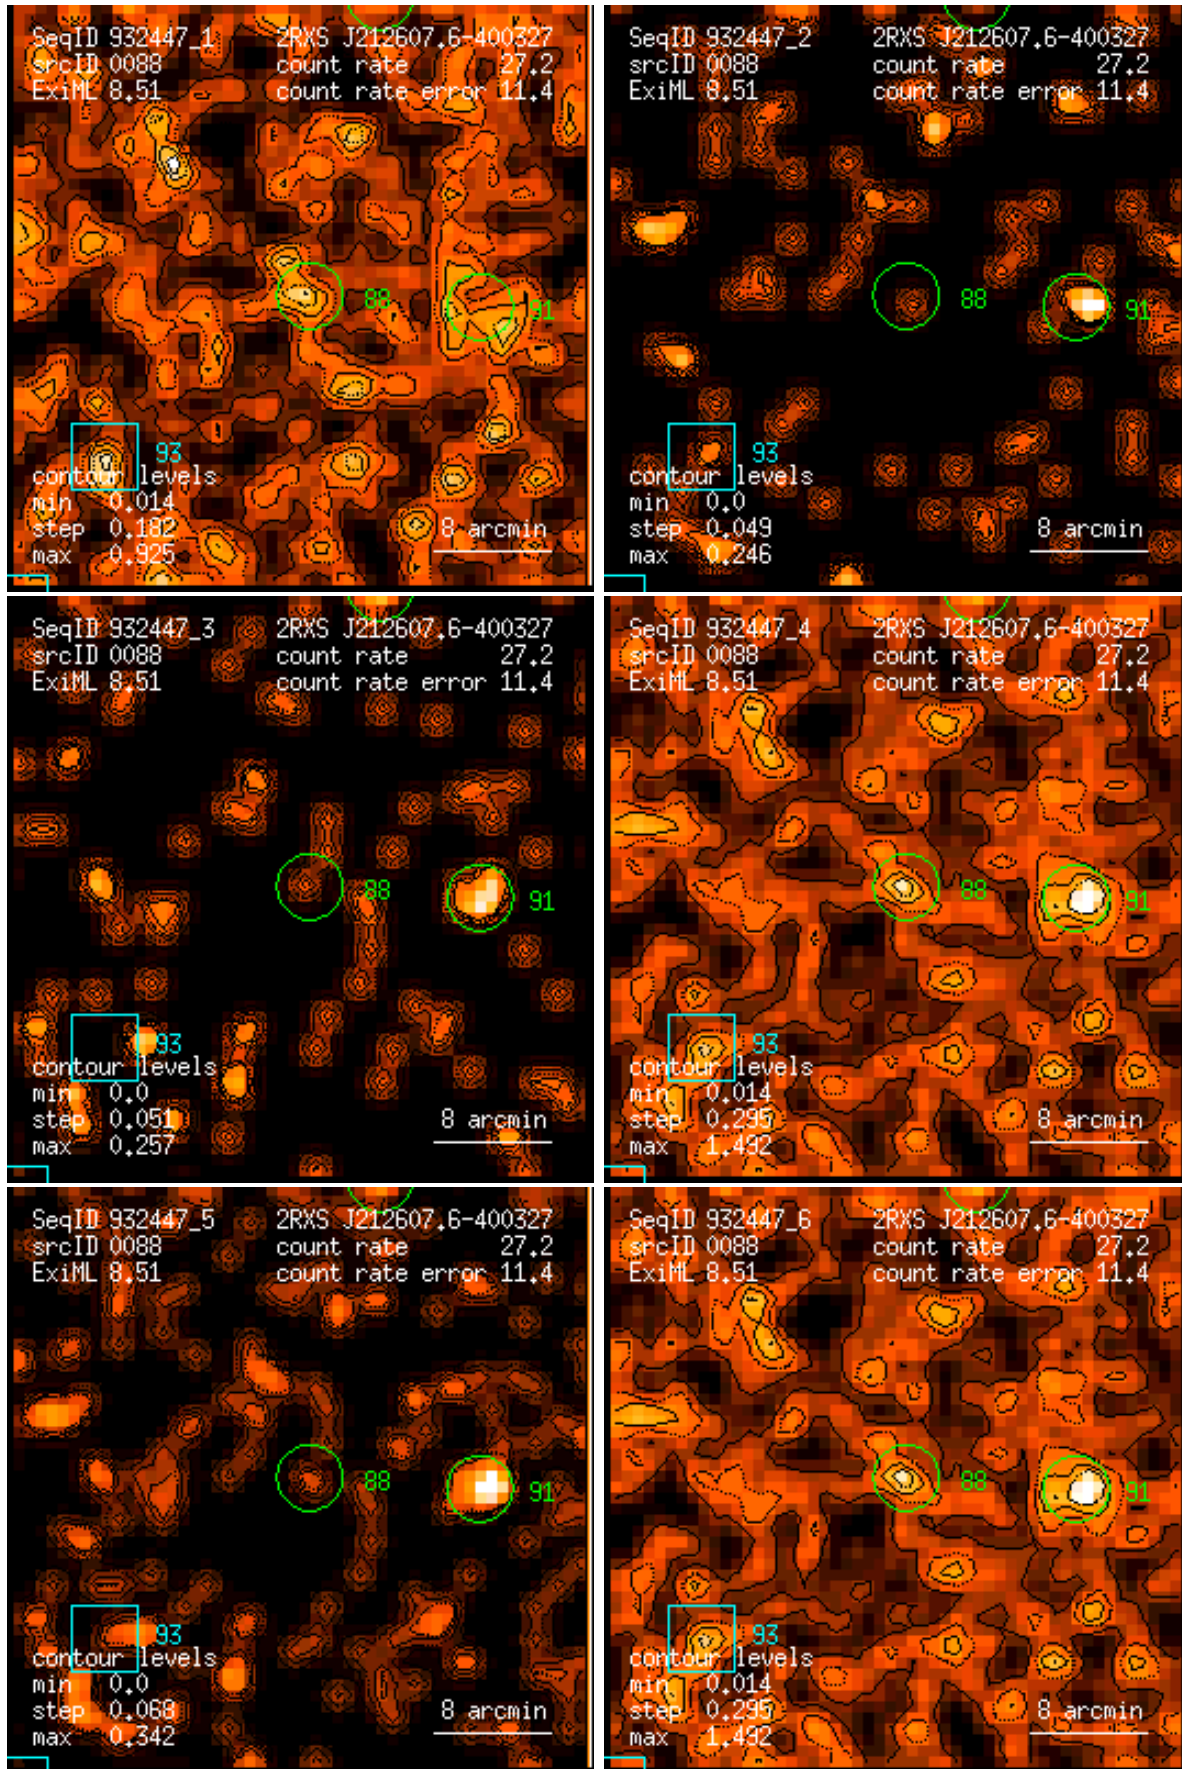 SeqID 932447_1 2RXS J212607.6-400327
srcID 0088 count rate 27.2
ExiML 8.51 count rate error 11.4
88
91
93
contour levels
min 0.014
step 0.182 8 arcmin
max 0.925
SeqID 932447_2 2RXS J212607.6-400327
srcID 0088 count rate 27.2
ExiML 8.51 count rate error 11.4
88
91
93
contour levels
min 0.0
step 0.049 8 arcmin
max 0.246
SeqID 932447_3 2RXS J212607.6-400327
srcID 0088 count rate 27.2
ExiML 8.51 count rate error 11.4
88
91
93
contour levels
min 0.0
step 0.051 8 arcmin
max 0.257
SeqID 932447_4 2RXS J212607.6-400327
srcID 0088 count rate 27.2
ExiML 8.51 count rate error 11.4
88
91
93
contour levels
min 0.014
step 0.295 8 arcmin
max 1.492
SeqID 932447_5 2RXS J212607.6-400327
srcID 0088 count rate 27.2
ExiML 8.51 count rate error 11.4
88
91
93
contour levels
min 0.0
step 0.068 8 arcmin
max 0.342
SeqID 932447_6 2RXS J212607.6-400327
srcID 0088 count rate 27.2
ExiML 8.51 count rate error 11.4
88
91
93
contour levels
min 0.014
step 0.295 8 arcmin
max 1.492